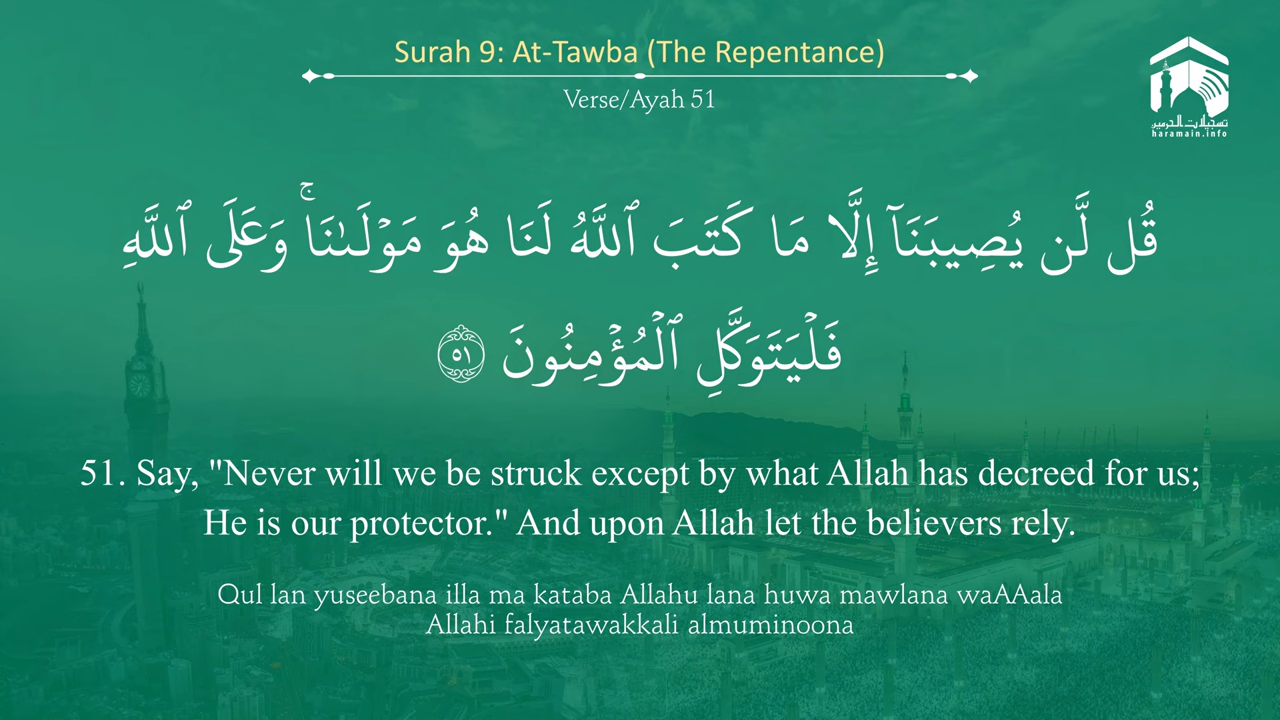 Surah 9: At-Tawba (The Repentance)
Verse/Ayah 51
تسجيلات الحرمين
haramain.info
قُل لَّن يُصِيبَنَآ إِلَّا مَا كَتَبَ ٱللَّهُ لَنَا هُوَ مَوْلَىٰنَا ۚ وَعَلَى ٱللَّهِ
فَلْيَتَوَكَّلِ ٱلْمُؤْمِنُونَ ٥١
51. Say, "Never will we be struck except by what Allah has decreed for us;
He is our protector." And upon Allah let the believers rely.
Qul lan yuseebana illa ma kataba Allahu lana huwa mawlana waAAala
Allahi falyatawakkali almuminoona